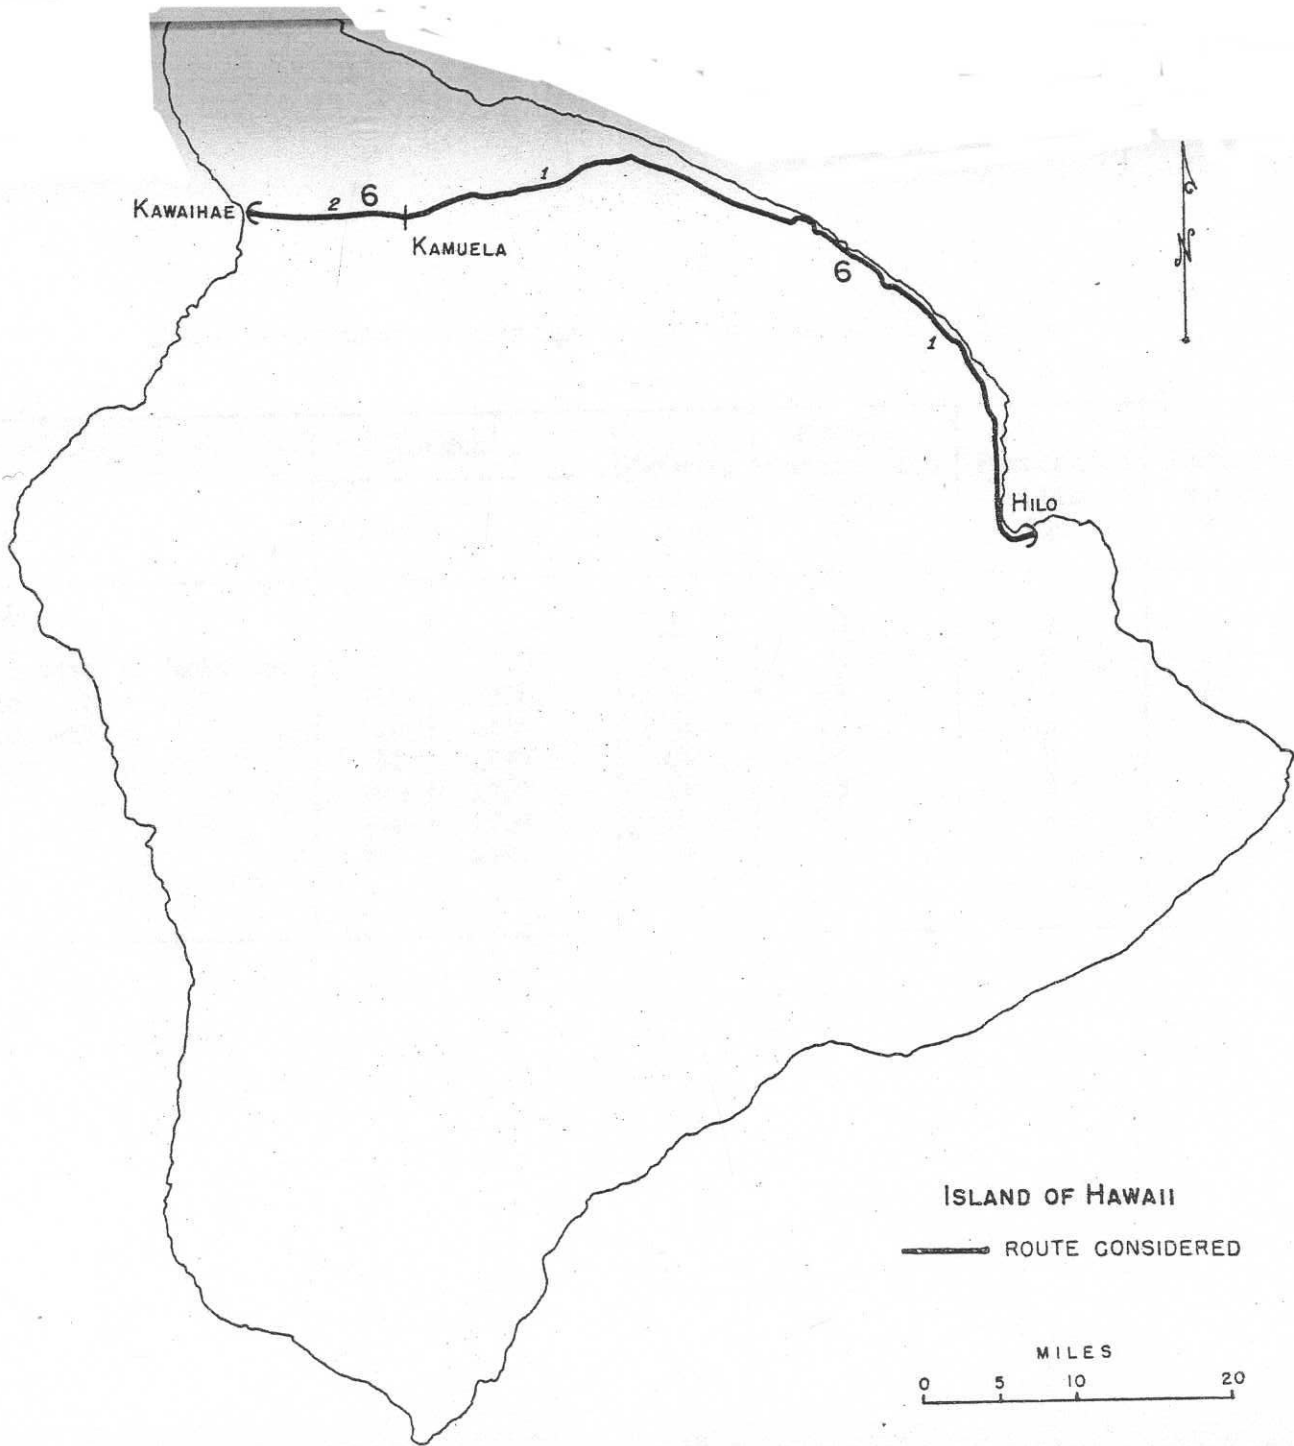 1
6
KAWAIHAE
2
KAMUELA
N
6
1
HILO
ISLAND OF HAWAII
ROUTE CONSIDERED
MILES
0 5 10 20